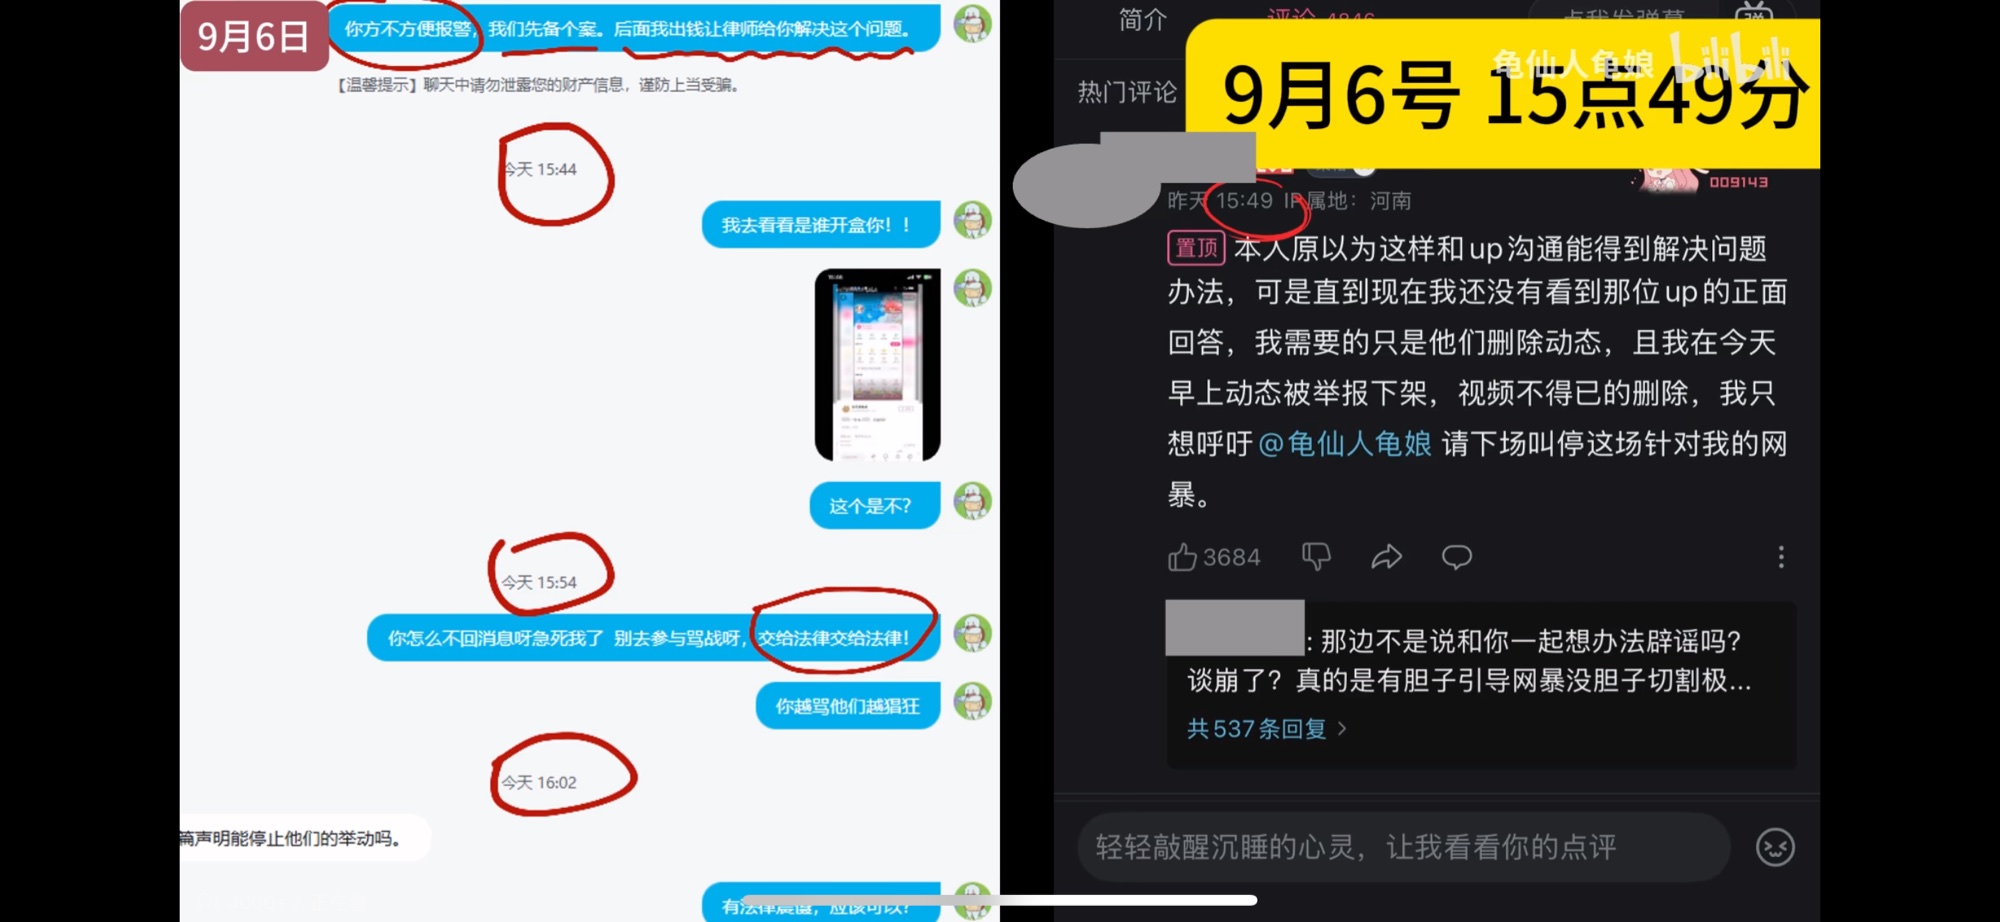 9月6日
你方不方便报警，我们先备个案。后面我出钱让律师给你解决这个问题。
【温馨提示】聊天中请勿泄露您的财产信息，谨防上当受骗。
今天 15:44
我去看看是谁开盒你！！
这个是不？
今天 15:54
你怎么不回消息呀急死我了 别去参与骂战呀，交给法律交给法律！
你越骂他们越猖狂
今天 16:02
篇声明能停止他们的举动吗。
有法律震慑，应该可以？
简介
评论 4846
点我发弹幕
弹
热门评论
龟仙人龟娘 bilibili
9月6号 15点49分
009143
昨天 15:49 IP属地：河南
置顶 本人原以为这样和up沟通能得到解决问题
办法，可是直到现在我还没有看到那位up的正面
回答，我需要的只是他们删除动态，且我在今天
早上动态被举报下架，视频不得已的删除，我只
想呼吁@龟仙人龟娘 请下场叫停这场针对我的网
暴。
3684
: 那边不是说和你一起想办法辟谣吗？
谈崩了？真的是有胆子引导网暴没胆子切割极...
共537条回复 >
轻轻敲醒沉睡的心灵，让我看看你的点评